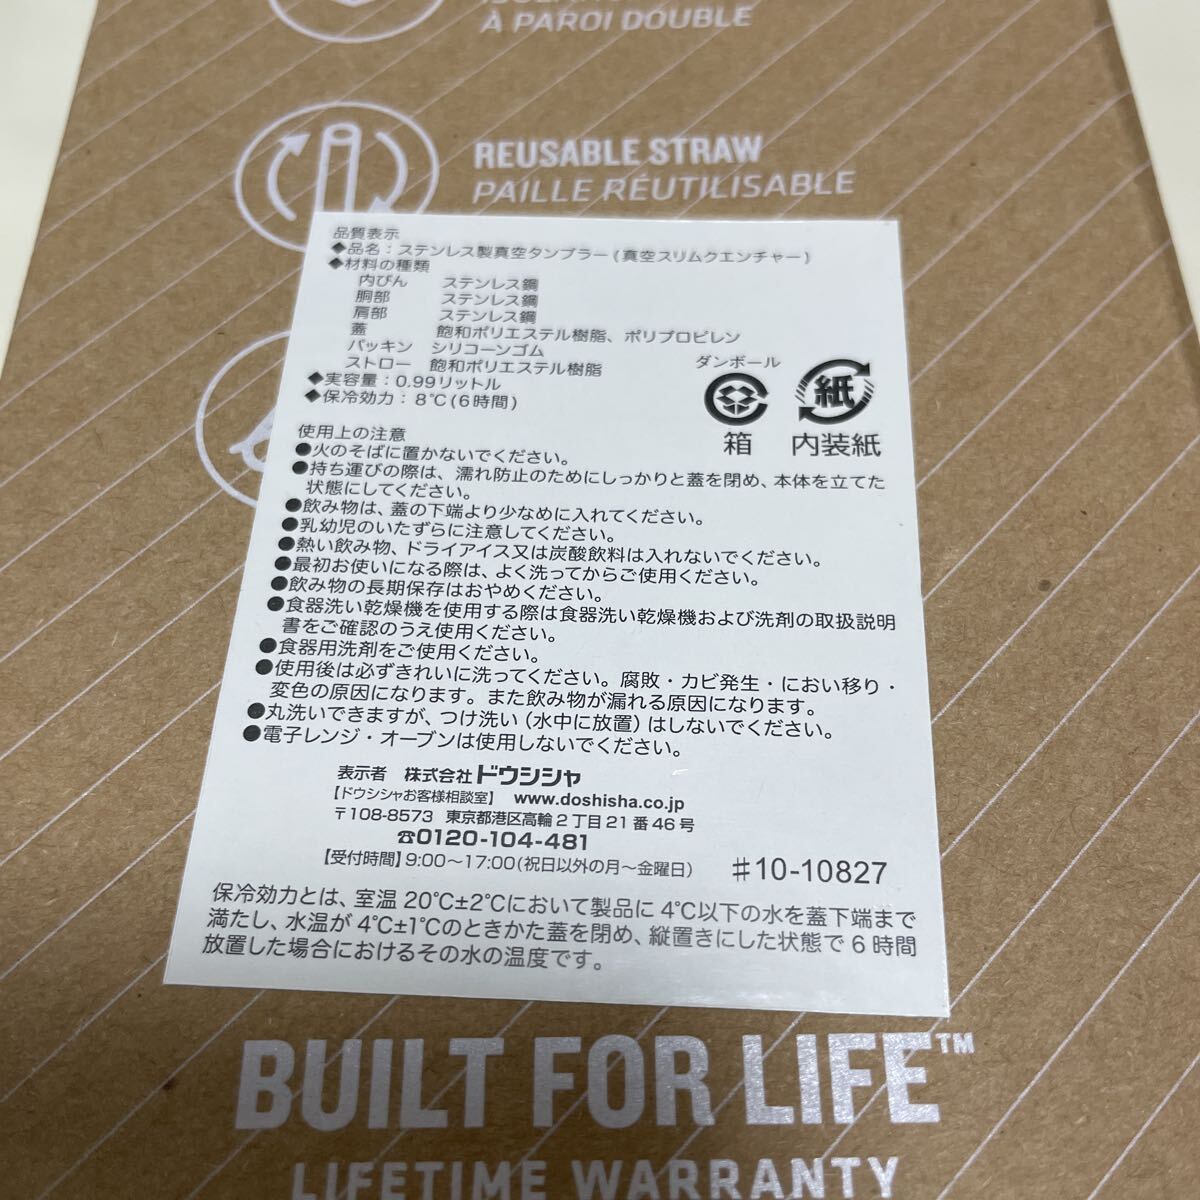 À PAROI DOUBLE
REUSABLE STRAW
PAILLE RÉUTILISABLE
品質表示
◆品名：ステンレス製真空タンブラー(真空スリムクエンチャー)
◆材料の種類
内びん ステンレス鋼
胴部 ステンレス鋼
肩部 ステンレス鋼
蓋 飽和ポリエステル樹脂、ポリプロピレン
パッキン シリコーンゴム
ストロー 飽和ポリエステル樹脂
◆実容量：0.99リットル
◆保冷効力：8℃(6時間)
ダンボール
箱
紙
内装紙
使用上の注意
●火のそばに置かないでください。
●持ち運びの際は、濡れ防止のためにしっかりと蓋を閉め、本体を立てた
状態にしてください。
●飲み物は、蓋の下端より少なめに入れてください。
●乳幼児のいたずらに注意してください。
●熱い飲み物、ドライアイス又は炭酸飲料は入れないでください。
●最初お使いになる際は、よく洗ってからご使用ください。
●飲み物の長期保存はおやめください。
●食器洗い乾燥機を使用する際は食器洗い乾燥機および洗剤の取扱説明
書をご確認のうえ使用ください。
●食器用洗剤をご使用ください。
●使用後は必ずきれいに洗ってください。腐敗・カビ発生・におい移り・
変色の原因になります。また飲み物が漏れる原因になります。
●丸洗いできますが、つけ洗い（水中に放置）はしないでください。
●電子レンジ・オーブンは使用しないでください。
表示者 株式会社ドウシシャ
【ドウシシャお客様相談室】 www.doshisha.co.jp
〒108-8573 東京都港区高輪2丁目21番46号
☎0120-104-481
【受付時間】9:00〜17:00(祝日以外の月〜金曜日)
#10-10827
保冷効力とは、室温 20℃±2℃において製品に 4℃以下の水を蓋下端まで
満たし、水温が 4℃±1℃のときかた蓋を閉め、縦置きにした状態で 6 時間
放置した場合におけるその水の温度です。
BUILT FOR LIFE™
LIFETIME WARRANTY